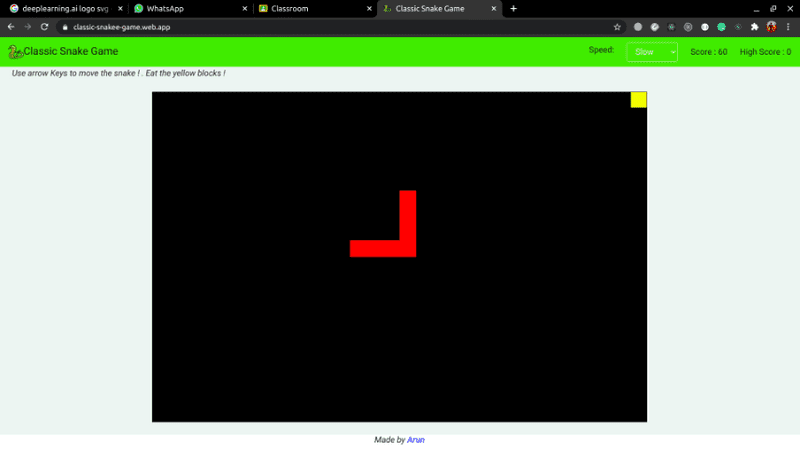 deeplearning.ai logo svg
WhatsApp
Classroom
Classic Snake Game
classic-snakee-game.web.app
Classic Snake Game
Speed:
Slow
Score : 60
High Score : 0
Use arrow Keys to move the snake ! . Eat the yellow blocks !
Made by Arun